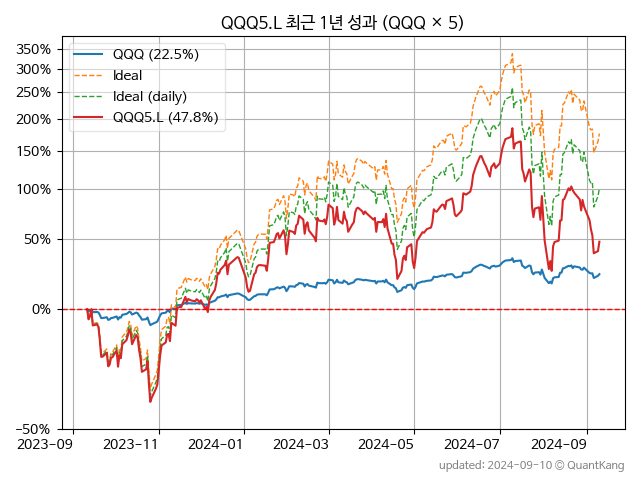 QQQ5.L 최근 1년 성과 (QQQ × 5)
QQQ (22.5%)
Ideal
Ideal (daily)
QQQ5.L (47.8%)
350%
300%
250%
200%
150%
100%
50%
0%
−50%
2023-09 2023-11 2024-01 2024-03 2024-05 2024-07 2024-09
updated: 2024-09-10 © QuantKang